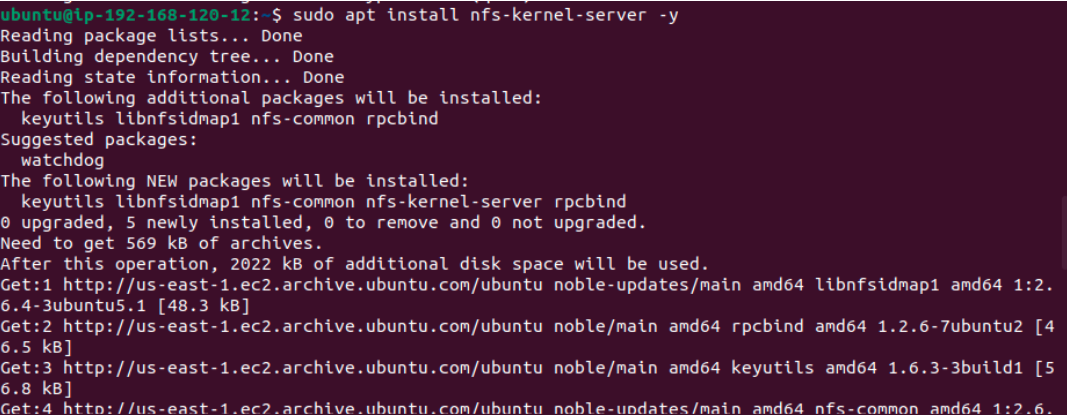 ubuntu@ip-192-168-120-12:~$ sudo apt install nfs-kernel-server -y
Reading package lists... Done
Building dependency tree... Done
Reading state information... Done
The following additional packages will be installed:
  keyutils libnfsidmap1 nfs-common rpcbind
Suggested packages:
  watchdog
The following NEW packages will be installed:
  keyutils libnfsidmap1 nfs-common nfs-kernel-server rpcbind
0 upgraded, 5 newly installed, 0 to remove and 0 not upgraded.
Need to get 569 kB of archives.
After this operation, 2022 kB of additional disk space will be used.
Get:1 http://us-east-1.ec2.archive.ubuntu.com/ubuntu noble-updates/main amd64 libnfsidmap1 amd64 1:2.
6.4-3ubuntu5.1 [48.3 kB]
Get:2 http://us-east-1.ec2.archive.ubuntu.com/ubuntu noble/main amd64 rpcbind amd64 1.2.6-7ubuntu2 [4
6.5 kB]
Get:3 http://us-east-1.ec2.archive.ubuntu.com/ubuntu noble/main amd64 keyutils amd64 1.6.3-3build1 [5
6.8 kB]
Get:4 http://us-east-1.ec2.archive.ubuntu.com/ubuntu noble-updates/main amd64 nfs-common amd64 1:2.6.